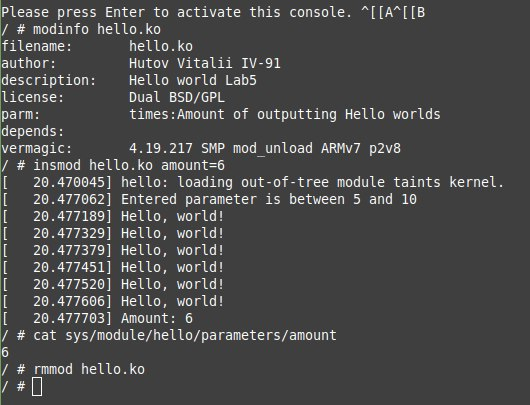 Please press Enter to activate this console. ^[[A^[[B
/ # modinfo hello.ko
filename:       hello.ko
author:         Hutov Vitalii IV-91
description:    Hello world Lab5
license:        Dual BSD/GPL
parm:           times:Amount of outputting Hello worlds
depends:
vermagic:       4.19.217 SMP mod_unload ARMv7 p2v8
/ # insmod hello.ko amount=6
[   20.470045] hello: loading out-of-tree module taints kernel.
[   20.477062] Entered parameter is between 5 and 10
[   20.477189] Hello, world!
[   20.477329] Hello, world!
[   20.477379] Hello, world!
[   20.477451] Hello, world!
[   20.477520] Hello, world!
[   20.477606] Hello, world!
[   20.477703] Amount: 6
/ # cat sys/module/hello/parameters/amount
6
/ # rmmod hello.ko
/ #